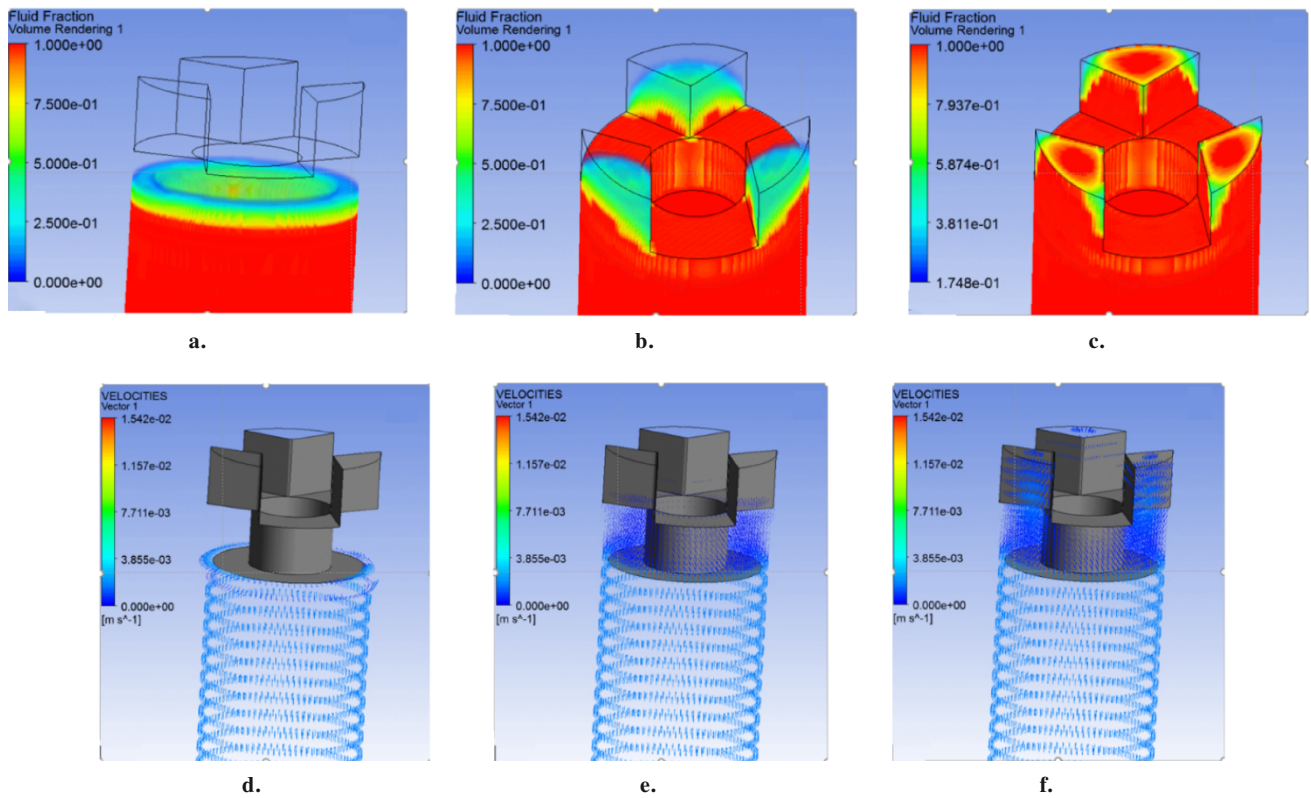 Fluid Fraction
Volume Rendering 1
1.000e+00
7.500e-01
5.000e-01
2.500e-01
0.000e+00
a.
Fluid Fraction
Volume Rendering 1
1.000e+00
7.500e-01
5.000e-01
2.500e-01
0.000e+00
b.
Fluid Fraction
Volume Rendering 1
1.000e+00
7.937e-01
5.874e-01
3.811e-01
1.748e-01
c.
VELOCITIES
Vector 1
1.542e-02
1.157e-02
7.711e-03
3.855e-03
0.000e+00
[m s^-1]
d.
VELOCITIES
Vector 1
1.542e-02
1.157e-02
7.711e-03
3.855e-03
0.000e+00
[m s^-1]
e.
VELOCITIES
Vector 1
1.542e-02
1.157e-02
7.711e-03
3.855e-03
0.000e+00
[m s^-1]
f.